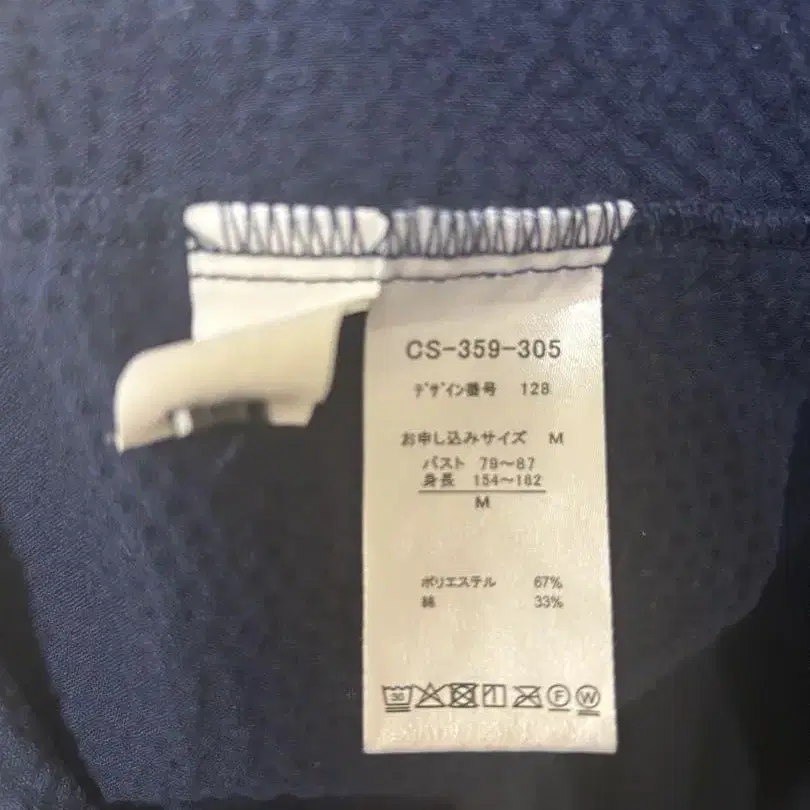 CS-359-305
デザイン番号 128
お申し込みサイズ M
バスト 79～87
身長 154～162
M
ポリエステル 67%
綿 33%
30
F
W